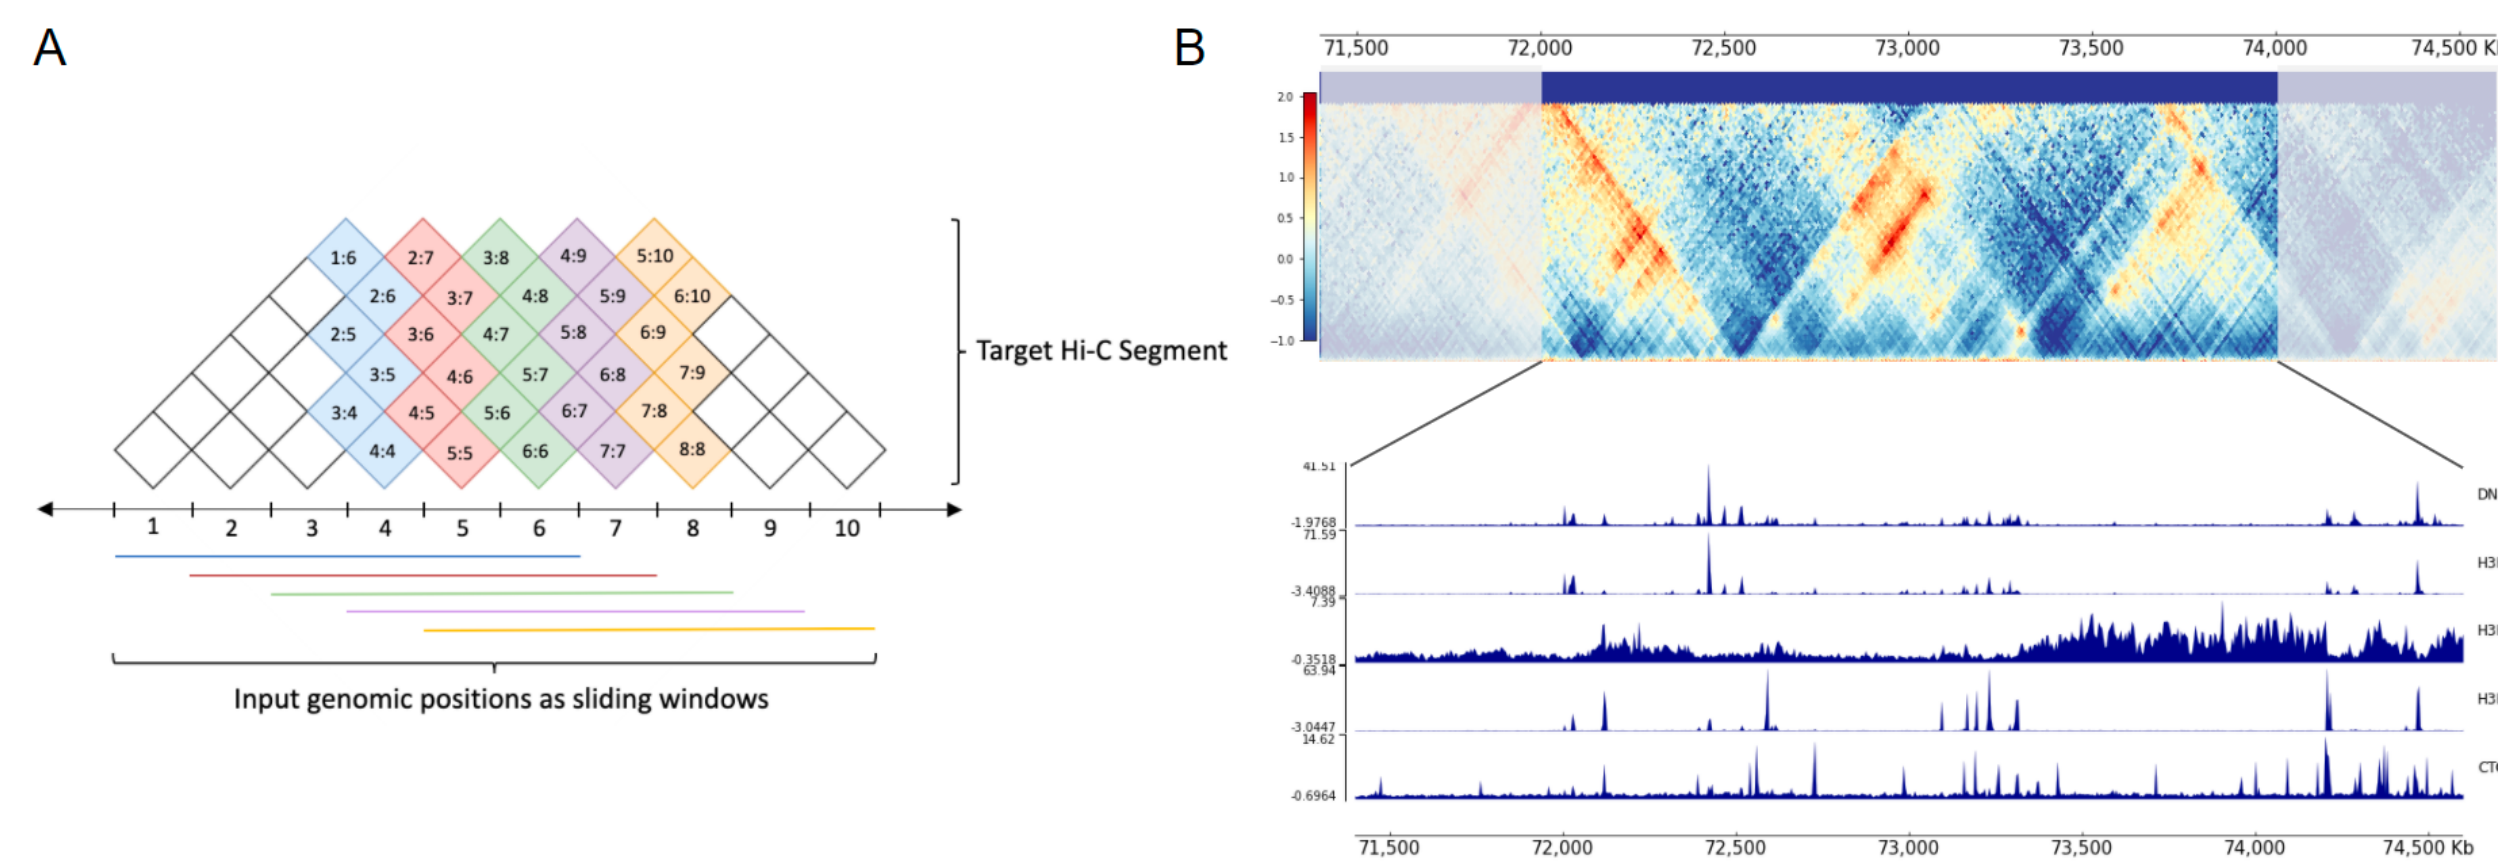 A
B
71,500 72,000 72,500 73,000 73,500 74,000 74,500 K
2.0
1.5
1.0
0.5
0.0
−0.5
−1.0
1:6 2:7 3:8 4:9 5:10
2:6 3:7 4:8 5:9 6:10
2:5 3:6 4:7 5:8 6:9
3:5 4:6 5:7 6:8 7:9
3:4 4:5 5:6 6:7 7:8
4:4 5:5 6:6 7:7 8:8
Target Hi-C Segment
1 2 3 4 5 6 7 8 9 10
Input genomic positions as sliding windows
41.51
DN
-1.9768
71.59
H3
-3.4088
7.39
H3
-0.3518
63.94
H3
-3.0447
14.62
CT
-0.6964
71,500 72,000 72,500 73,000 73,500 74,000 74,500 Kb